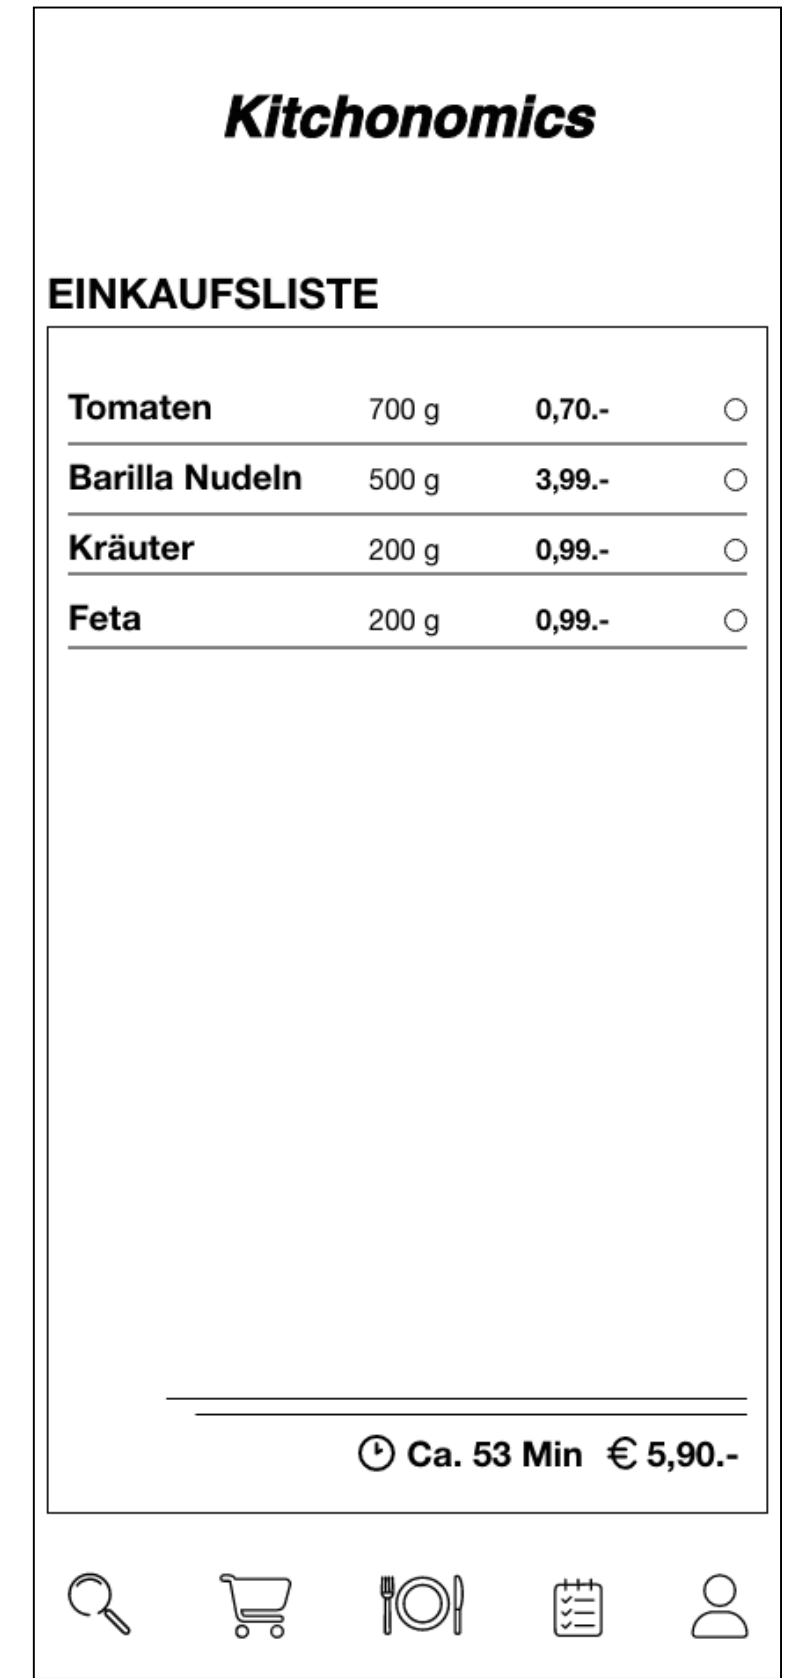 Kitchonomics
EINKAUFSLISTE
Tomaten 700 g 0,70.-
Barilla Nudeln 500 g 3,99.-
Kräuter 200 g 0,99.-
Feta 200 g 0,99.-
Ca. 53 Min € 5,90.-